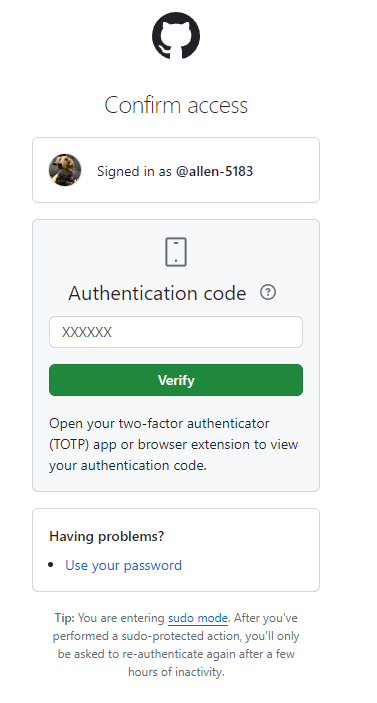 Confirm access
Signed in as @allen-5183
Authentication code
XXXXXX
Verify
Open your two-factor authenticator
(TOTP) app or browser extension to view
your authentication code.
Having problems?
Use your password
Tip: You are entering sudo mode. After you've
performed a sudo-protected action, you'll only
be asked to re-authenticate again after a few
hours of inactivity.